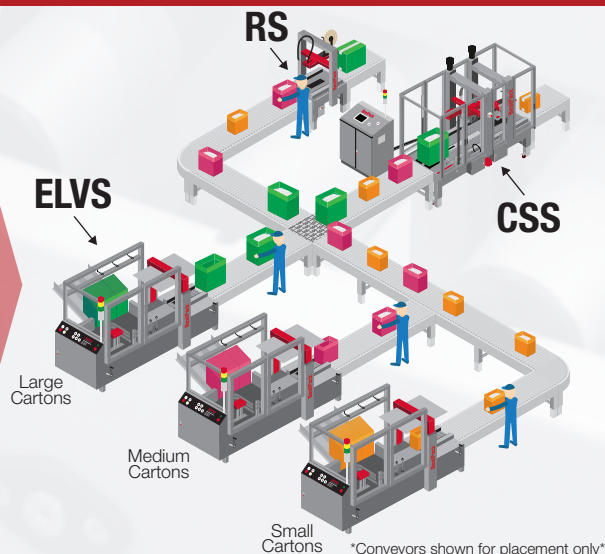 RS
ELVS
CSS
Large
Cartons
Medium
Cartons
Small
Cartons
*Conveyors shown for placement only*